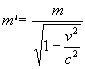 m' = m / √(1 − v²/c²)